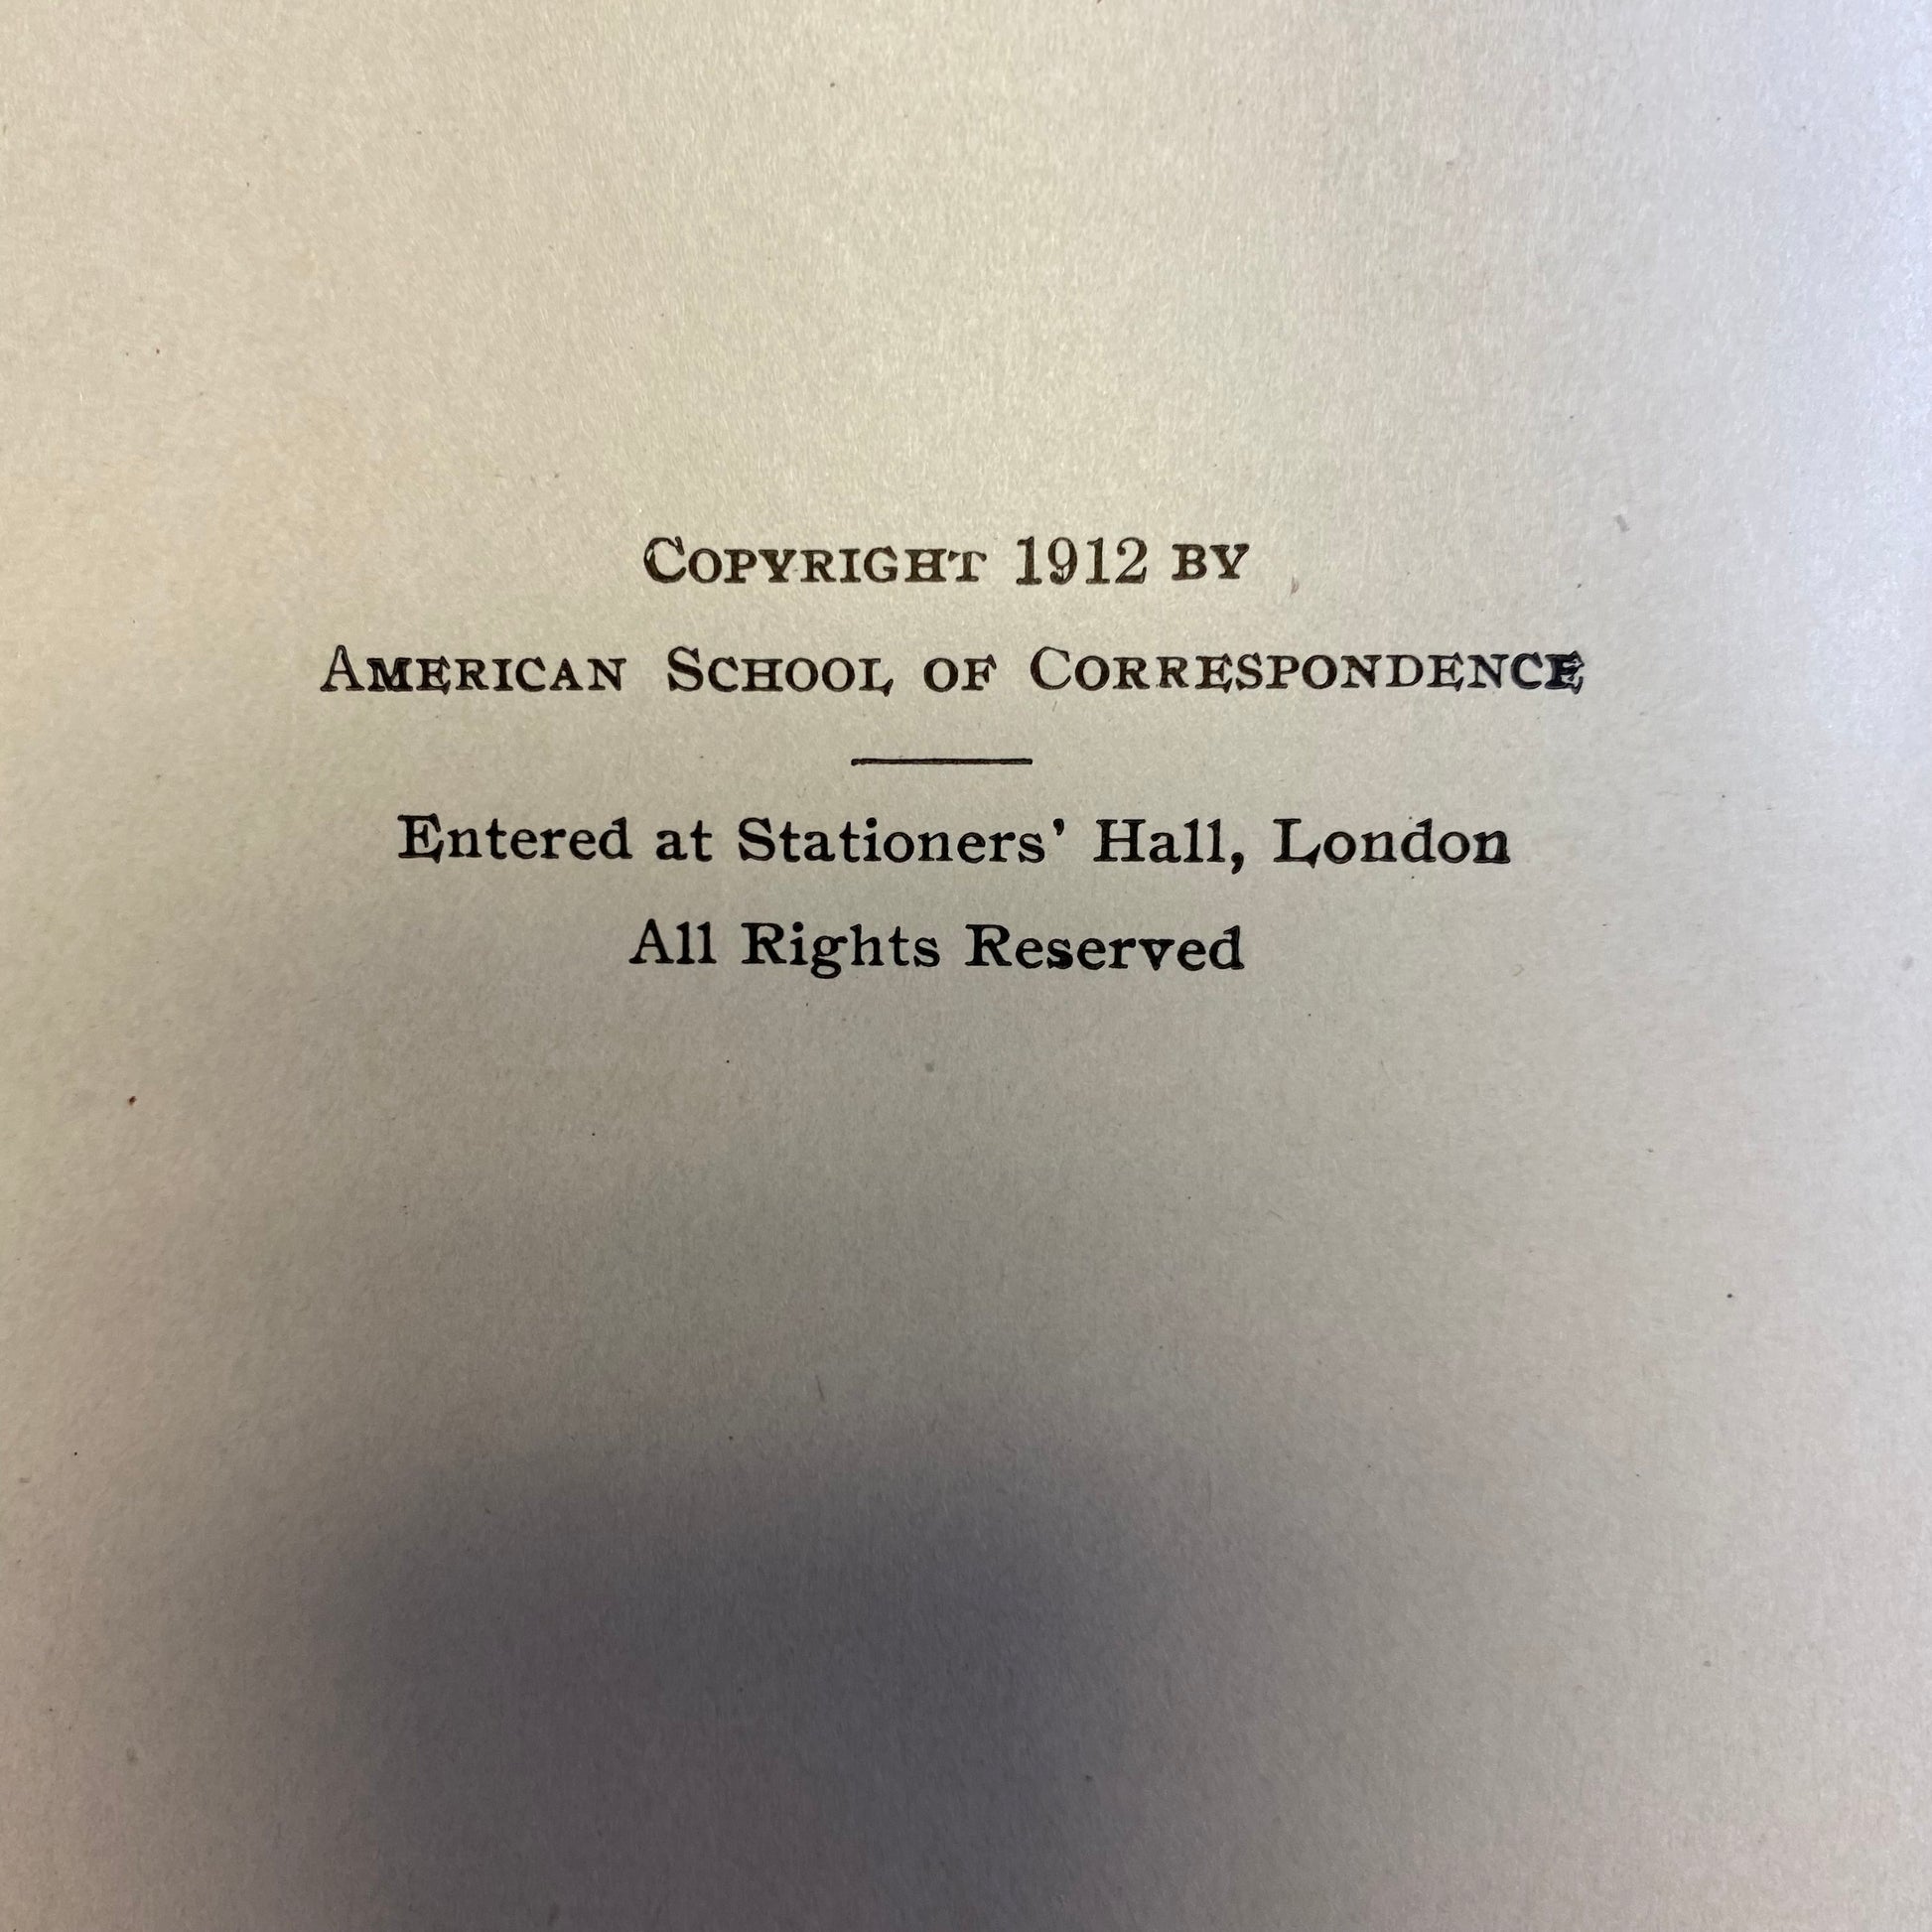 Copyright 1912 by
American School of Correspondence
Entered at Stationers' Hall, London
All Rights Reserved